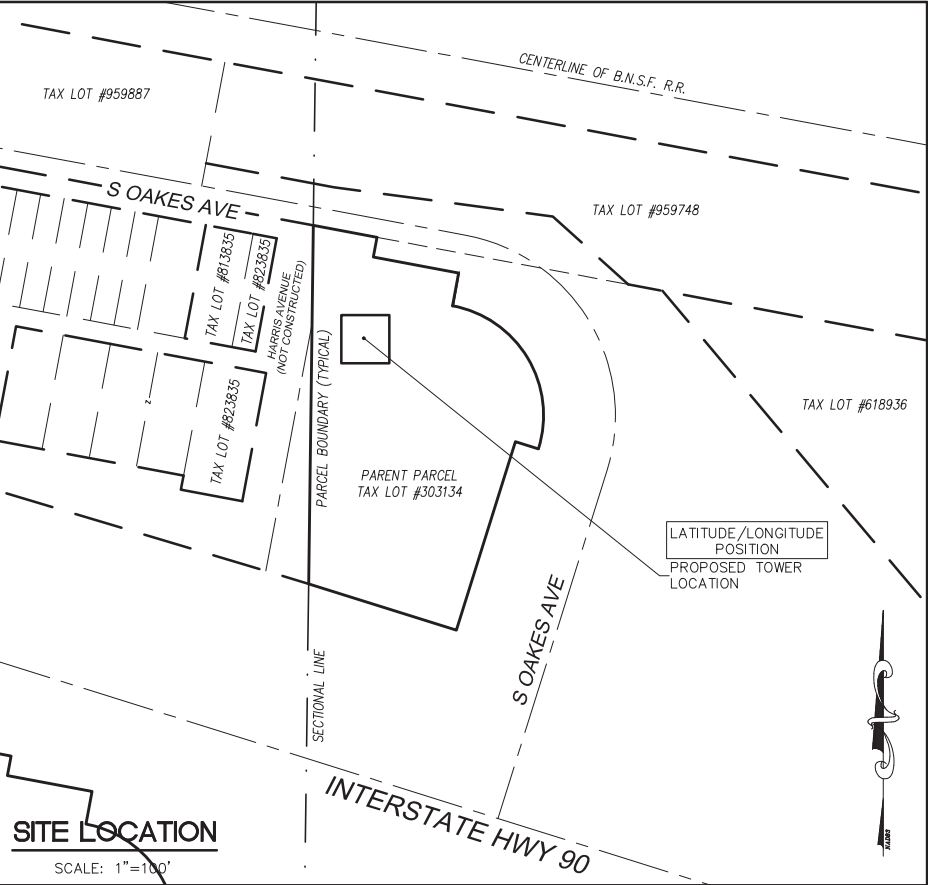 CENTERLINE OF B.N.S.F. R.R.
TAX LOT #959887
S OAKES AVE
TAX LOT #959748
TAX LOT #813835
TAX LOT #823835
HARRIS AVENUE
(NOT CONSTRUCTED)
PARCEL BOUNDARY (TYPICAL)
TAX LOT #618936
TAX LOT #823835
PARENT PARCEL
TAX LOT #303134
LATITUDE/LONGITUDE
POSITION
PROPOSED TOWER
LOCATION
S OAKES AVE
SECTIONAL LINE
INTERSTATE HWY 90
NAD83
SITE LOCATION
SCALE: 1"=100'